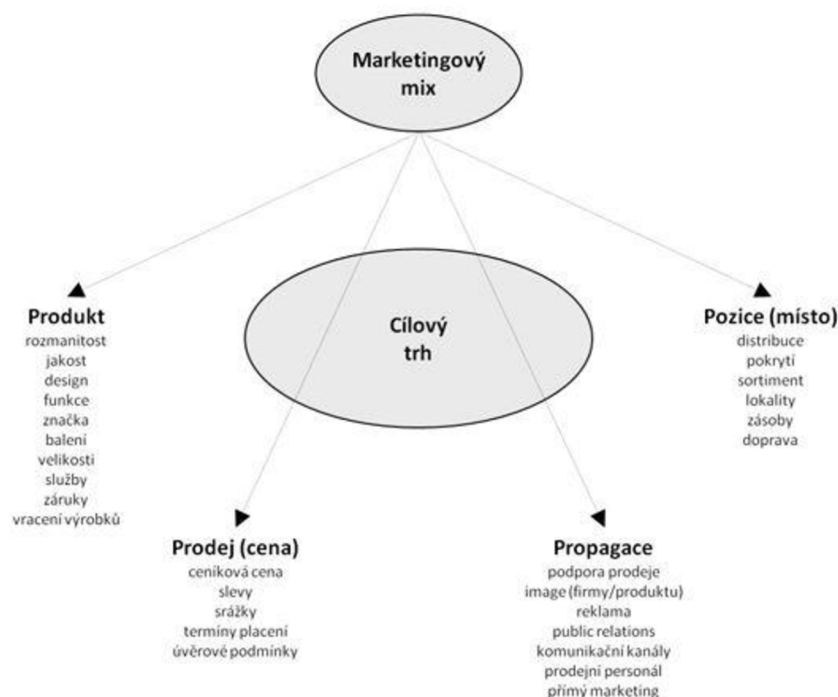 Marketingový
mix
Cílový
trh
Produkt
rozmanitost
jakost
design
funkce
značka
balení
velikosti
služby
záruky
vracení výrobků
Pozice (místo)
distribuce
pokrytí
sortiment
lokality
zásoby
doprava
Prodej (cena)
ceníková cena
slevy
srážky
termíny placení
úvěrové podmínky
Propagace
podpora prodeje
image (firmy/produktu)
reklama
public relations
komunikační kanály
prodejní personál
přímý marketing